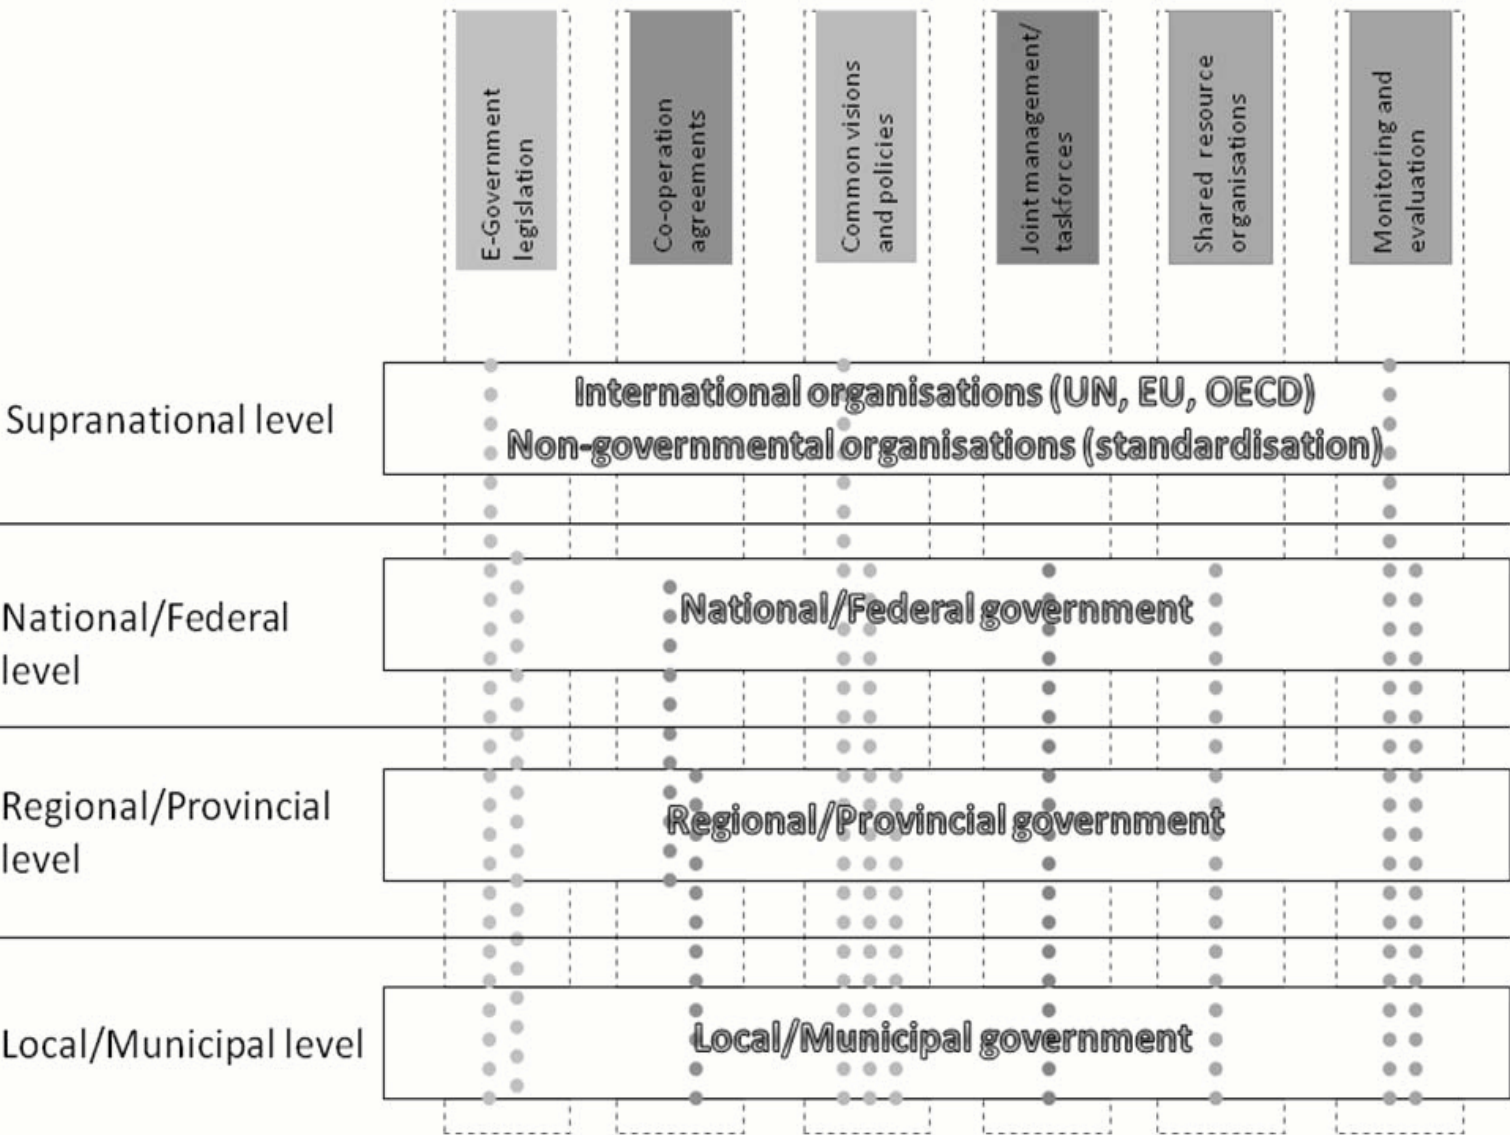 E-Government
legislation
Co-operation
agreements
Common visions
and policies
Joint management/
taskforces
Shared resource
organisations
Monitoring and
evaluation
Supranational level
International organisations (UN, EU, OECD)
Non-governmental organisations (standardisation)
National/Federal
level
National/Federal government
Regional/Provincial
level
Regional/Provincial government
Local/Municipal level
Local/Municipal government